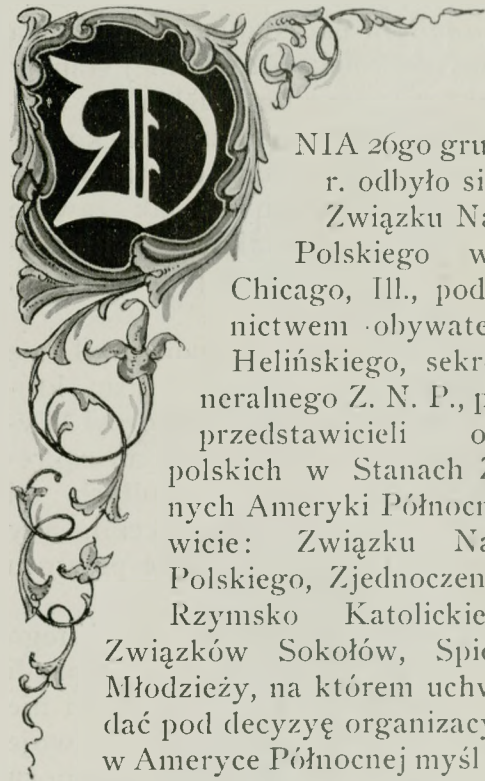 DNIA 26go gru
r. odbyło si
Związku Na
Polskiego w
Chicago, Ill., pod
nictwem obywate
Helińskiego, sekr
neralnego Z. N. P., p
przedstawicieli o
polskich w Stanach Z
nych Ameryki Północn
wicie: Związku Na
Polskiego, Zjednoczen
Rzymsko Katolickie
Związków Sokołów, Spie
Młodzieży, na którem uchw
dać pod decyzyę organizacy
w Ameryce Północnej myśl